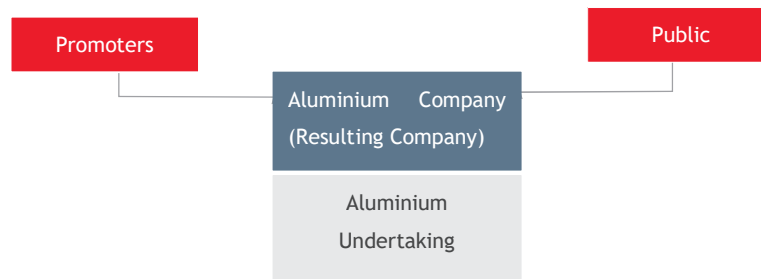 Promoters
Public
Aluminium Company
(Resulting Company)
Aluminium
Undertaking